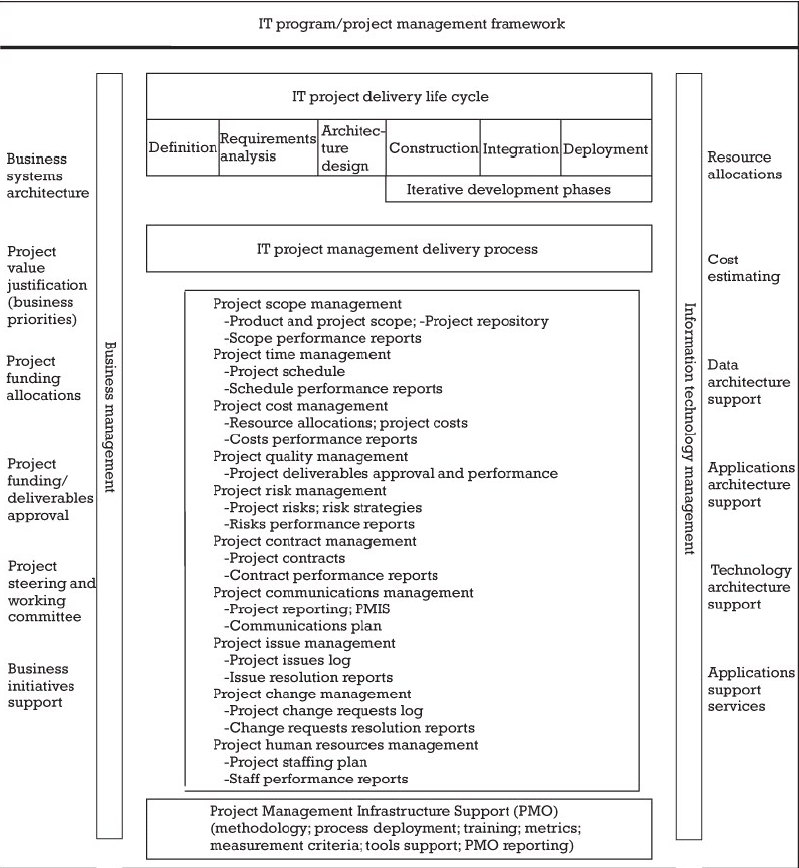 IT program/project management framework
IT project delivery life cycle
Definition
Requirements
analysis
Architec-
ture
design
Construction
Integration
Deployment
Iterative development phases
Business
systems
architecture
Project
value
justification
(business
priorities)
Project
funding
allocations
Project
funding/
deliverables
approval
Project
steering and
working
committee
Business
initiatives
support
Business management
IT project management delivery process
Project scope management
-Product and project scope; -Project repository
-Scope performance reports
Project time management
-Project schedule
-Schedule performance reports
Project cost management
-Resource allocations; project costs
-Costs performance reports
Project quality management
-Project deliverables approval and performance
Project risk management
-Project risks; risk strategies
-Risks performance reports
Project contract management
-Project contracts
-Contract performance reports
Project communications management
-Project reporting; PMIS
-Communications plan
Project issue management
-Project issues log
-Issue resolution reports
Project change management
-Project change requests log
-Change requests resolution reports
Project human resources management
-Project staffing plan
-Staff performance reports
Project Management Infrastructure Support (PMO)
(methodology; process deployment; training; metrics;
measurement criteria; tools support; PMO reporting)
Information technology management
Resource
allocations
Cost
estimating
Data
architecture
support
Applications
architecture
support
Technology
architecture
support
Applications
support
services